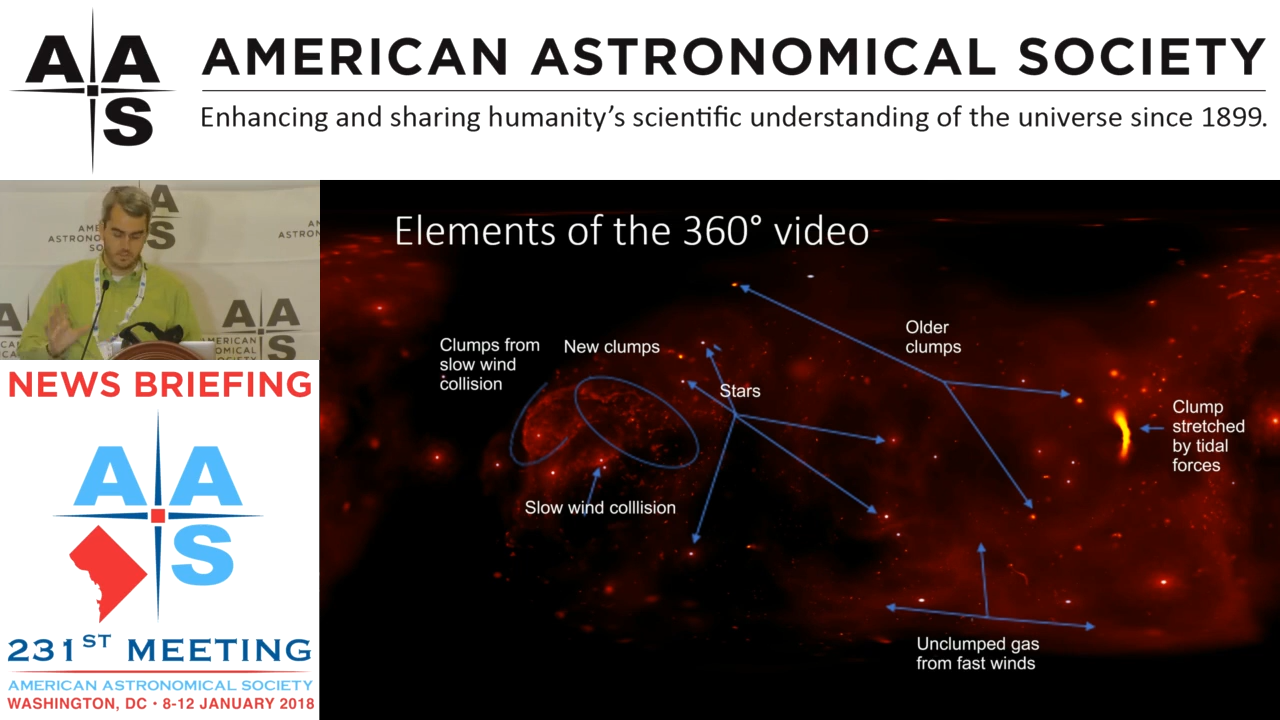 AAS
AMERICAN ASTRONOMICAL SOCIETY
Enhancing and sharing humanity’s scientific understanding of the universe since 1899.
NEWS BRIEFING
AAS
231ST MEETING
AMERICAN ASTRONOMICAL SOCIETY
WASHINGTON, DC • 8-12 JANUARY 2018
Elements of the 360° video
Clumps from
slow wind
collision
New clumps
Stars
Older
clumps
Clump
stretched
by tidal
forces
Slow wind colllision
Unclumped gas
from fast winds